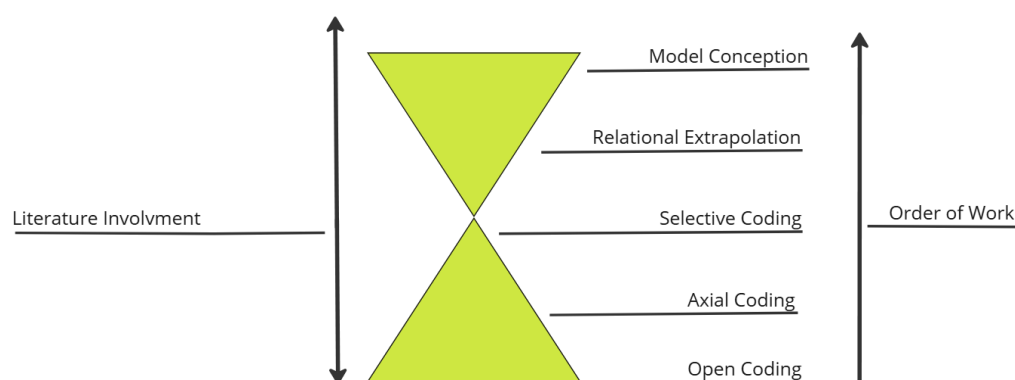 Model Conception
Relational Extrapolation
Literature Involvment
Selective Coding
Order of Work
Axial Coding
Open Coding